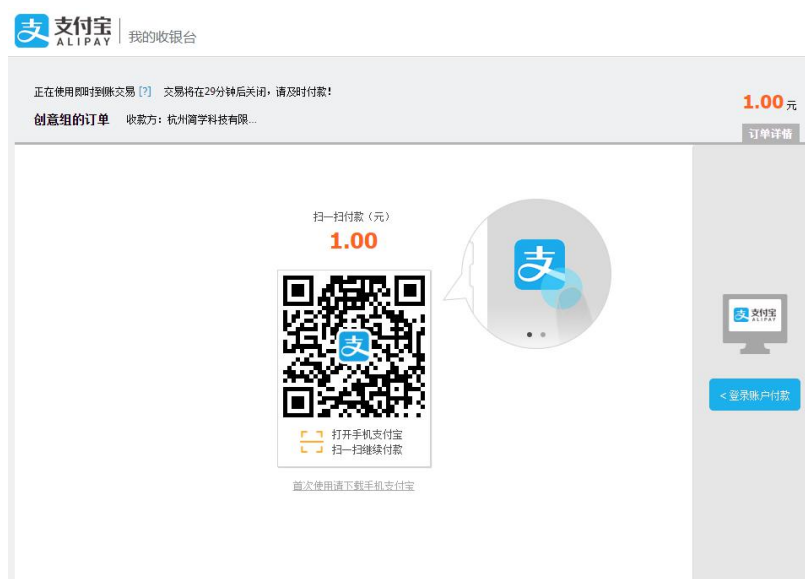 支付宝 我的收银台
ALIPAY
正在使用即时到账交易 [?] 交易将在29分钟后关闭，请及时付款！
创意组的订单 收款方：杭州简学科技有限...
1.00 元
订单详情
扫一扫付款（元）
1.00
支
支
打开手机支付宝
扫一扫继续付款
首次使用请下载手机支付宝
支 支付宝
ALIPAY
< 登录账户付款